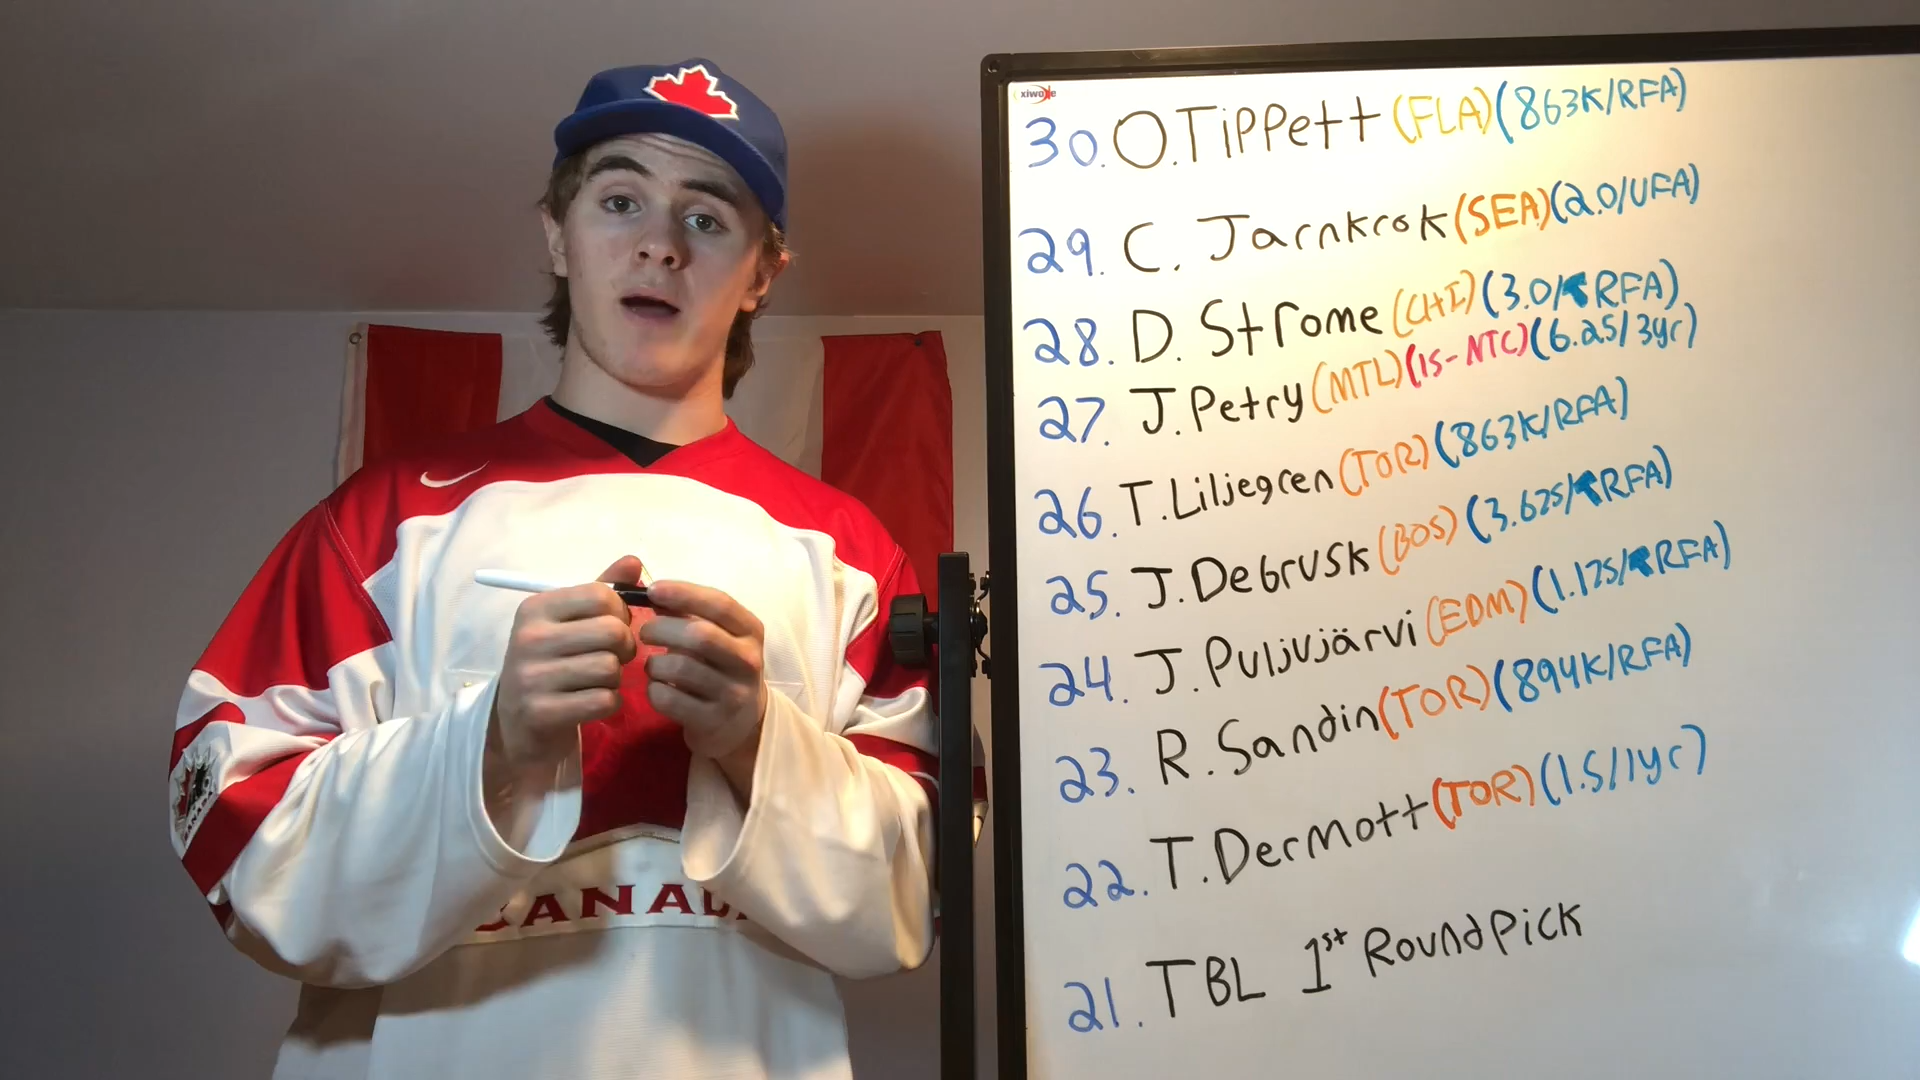 xiwode
30. O.Tippett (FLA) (863K/RFA)
29. C. Jarnkrok (SEA) (2.0/UFA)
28. D. Strome (CHI) (3.0/RFA)
27. J. Petry (MTL) (15-NTC) (6.25/3yr)
26. T. Liljegren (TOR) (863K/RFA)
25. J. Debrusk (BOS) (3.625/RFA)
24. J. Puljujärvi (EDM) (1.175/RFA)
23. R. Sandin (TOR) (894K/RFA)
22. T. Dermott (TOR) (1.5/1yr)
21. TBL 1st Round Pick
CANADA
CANADA